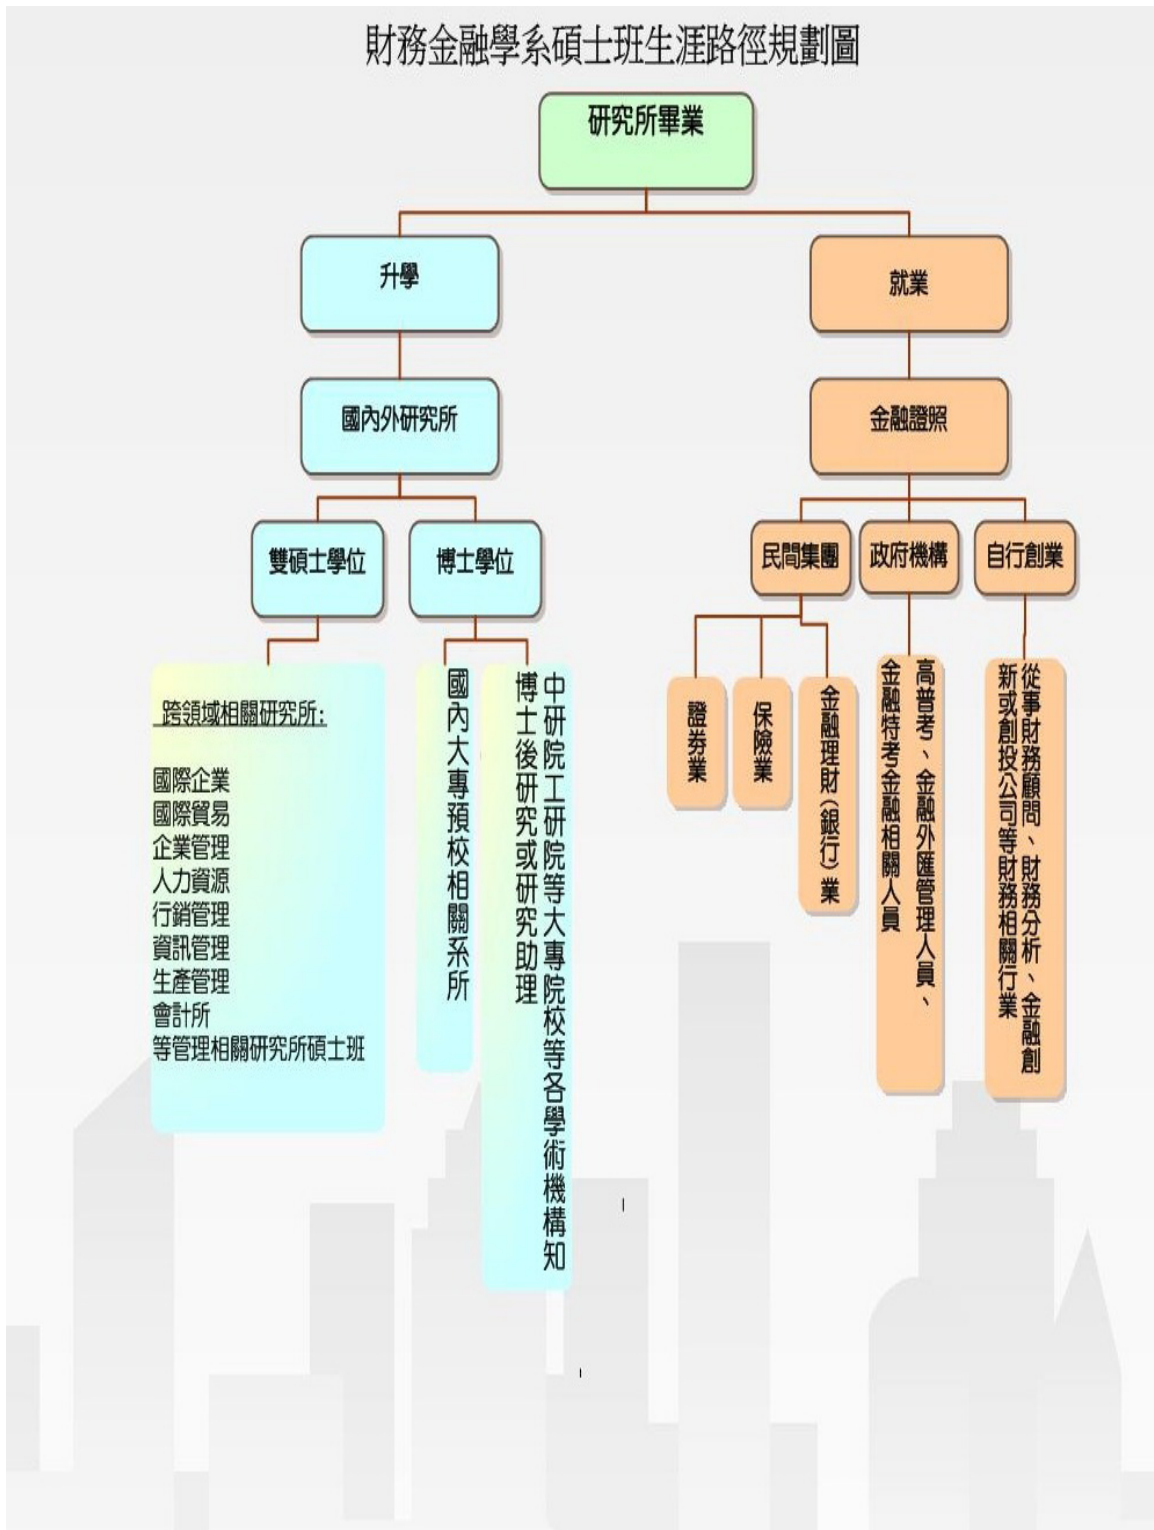 財務金融學系碩士班生涯路徑規劃圖
研究所畢業
升學
就業
國內外研究所
金融證照
雙碩士學位
博士學位
民間集團
政府機構
自行創業
跨領域相關研究所:
國際企業
國際貿易
企業管理
人力資源
行銷管理
資訊管理
生產管理
會計所
等管理相關研究所碩士班
國內大專預校相關系所
中研院工研院等大專院校等各學術機構知
博士後研究或研究助理
證券業
保險業
金融理財(銀行)業
高普考、金融外匯管理人員、
金融特考金融相關人員
從事財務顧問、財務分析、金融創
新或創投公司等財務相關行業